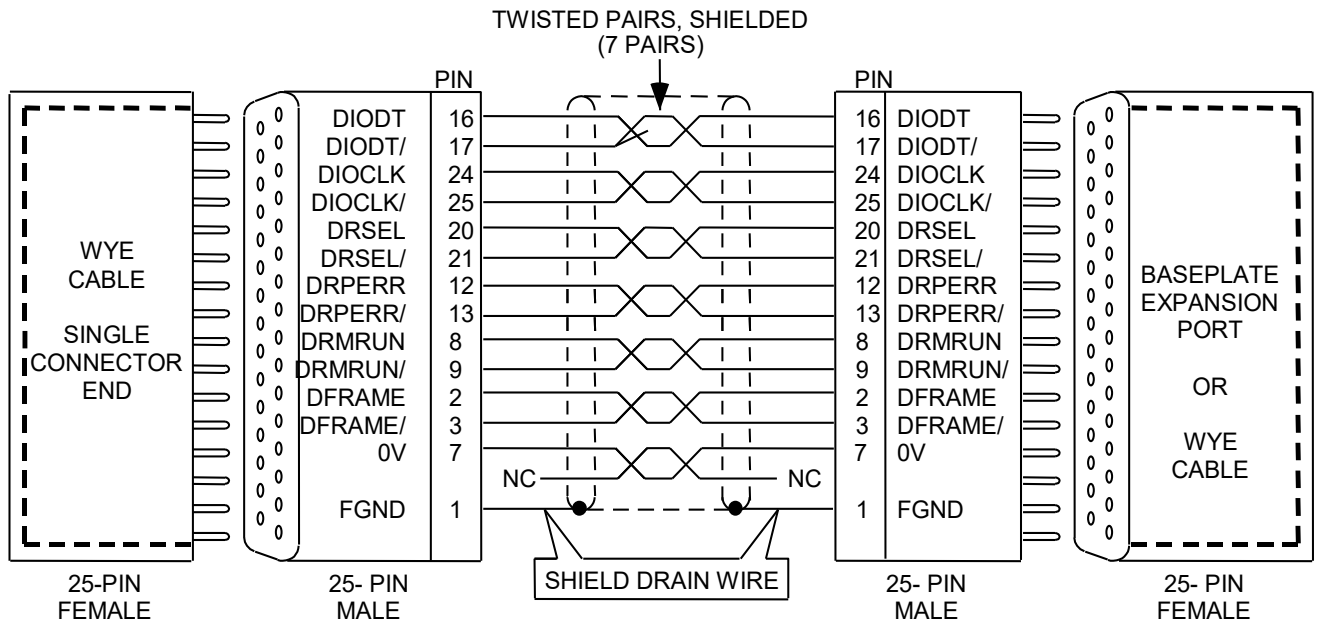 TWISTED PAIRS, SHIELDED
(7 PAIRS)
PIN
PIN
DIODT 16
DIODT/ 17
DIOCLK 24
DIOCLK/ 25
DRSEL 20
DRSEL/ 21
DRPERR 12
DRPERR/ 13
DRMRUN 8
DRMRUN/ 9
DFRAME 2
DFRAME/ 3
0V 7
NC
FGND 1
16 DIODT
17 DIODT/
24 DIOCLK
25 DIOCLK/
20 DRSEL
21 DRSEL/
12 DRPERR
13 DRPERR/
8 DRMRUN
9 DRMRUN/
2 DFRAME
3 DFRAME/
7 0V
NC
1 FGND
WYE
CABLE
SINGLE
CONNECTOR
END
BASEPLATE
EXPANSION
PORT
OR
WYE
CABLE
SHIELD DRAIN WIRE
25-PIN
FEMALE
25- PIN
MALE
25- PIN
MALE
25- PIN
FEMALE